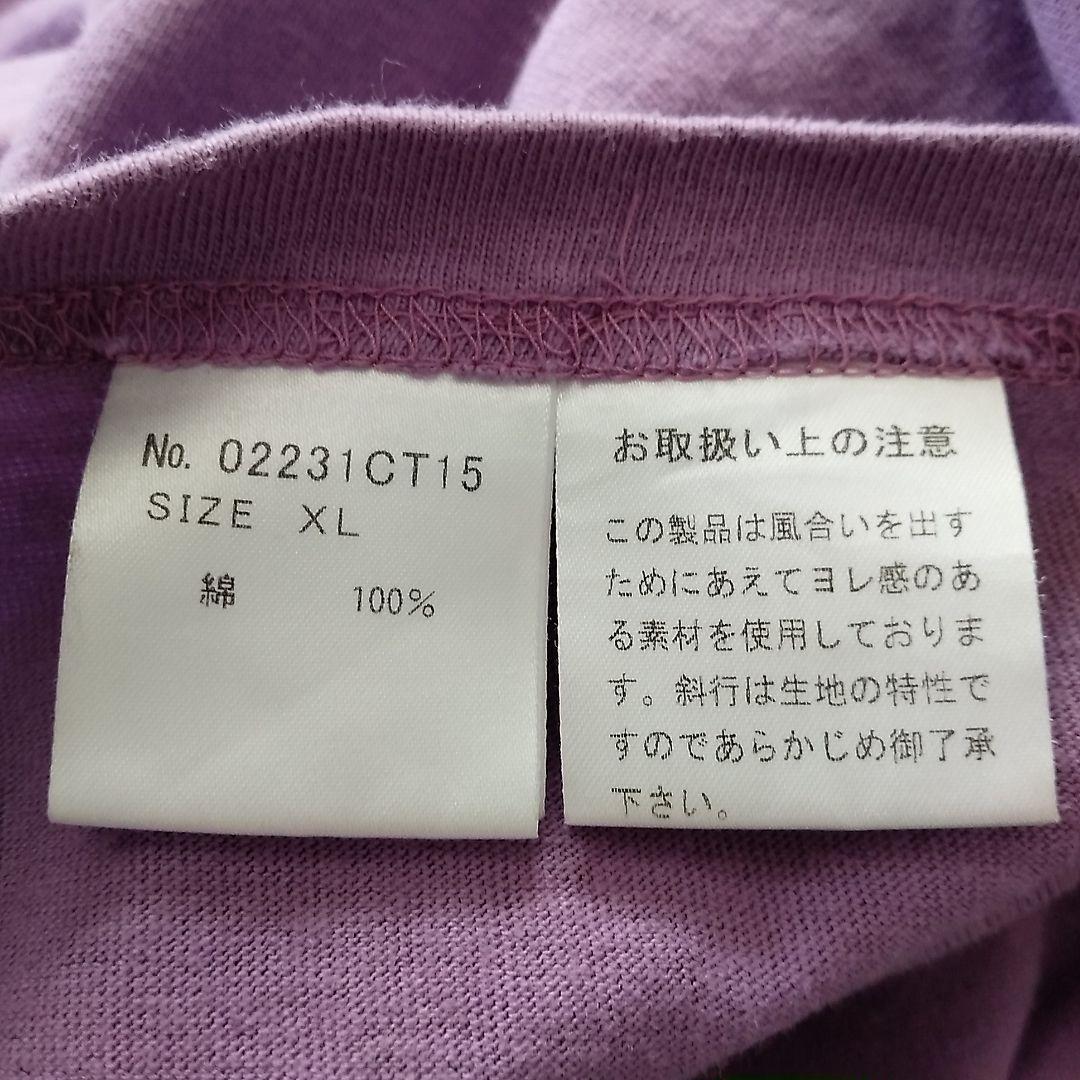 No. 02231CT15
SIZE XL
綿 100%
お取扱い上の注意
この製品は風合いを出す
ためにあえてヨレ感のあ
る素材を使用しておりま
す。斜行は生地の特性で
すのであらかじめ御了承
下さい。